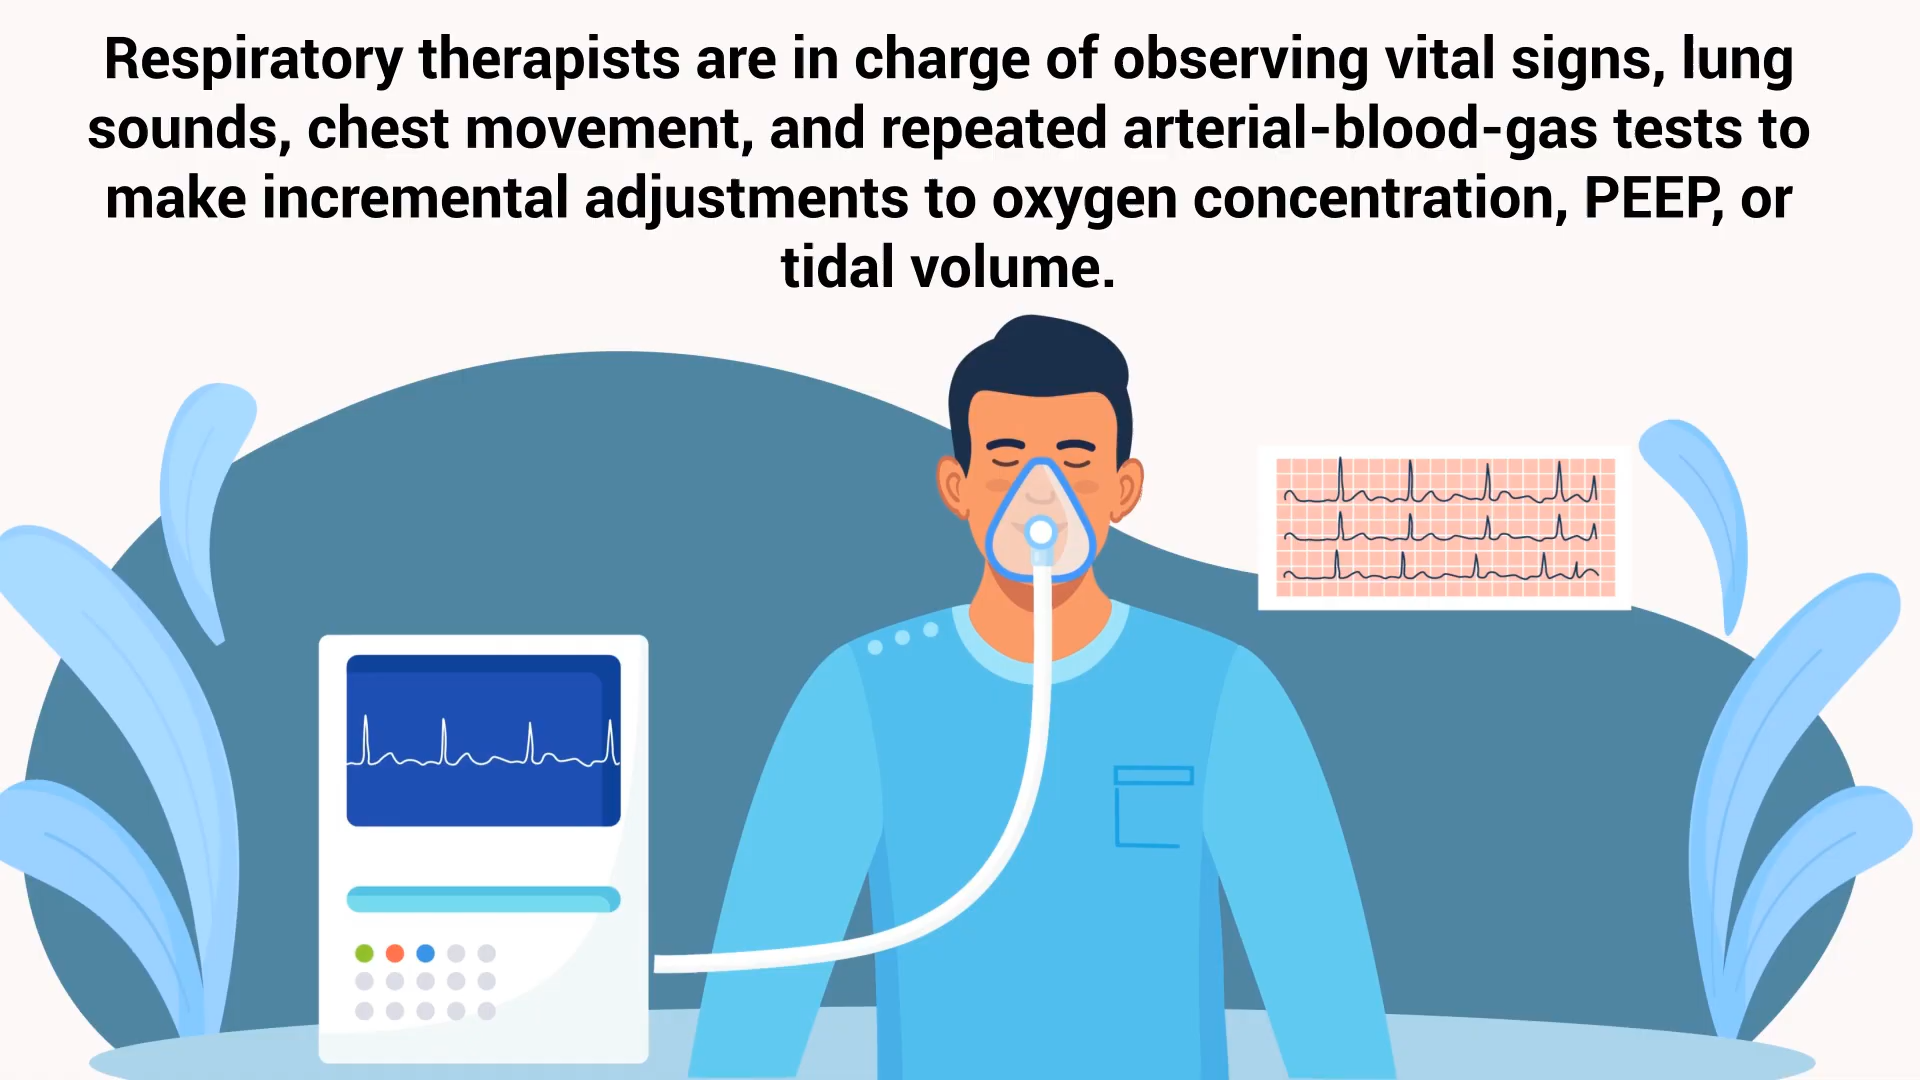 Respiratory therapists are in charge of observing vital signs, lung
sounds, chest movement, and repeated arterial-blood-gas tests to
make incremental adjustments to oxygen concentration, PEEP, or
tidal volume.